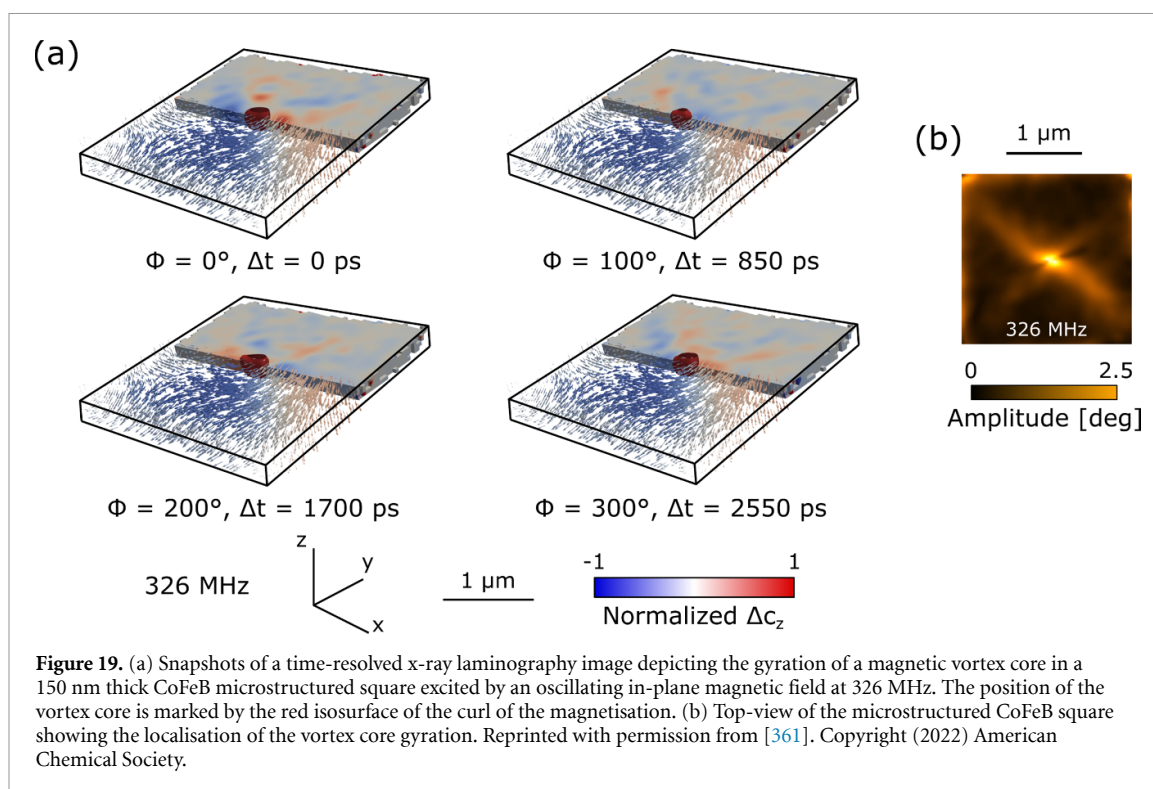 (a)
Φ = 0°, Δt = 0 ps
Φ = 100°, Δt = 850 ps
(b)
1 μm
326 MHz
0 2.5
Amplitude [deg]
Φ = 200°, Δt = 1700 ps
Φ = 300°, Δt = 2550 ps
326 MHz
z
y
x
1 μm
-1 1
Normalized Δc_z
Figure 19. (a) Snapshots of a time-resolved x-ray laminography image depicting the gyration of a magnetic vortex core in a
150 nm thick CoFeB microstructured square excited by an oscillating in-plane magnetic field at 326 MHz. The position of the
vortex core is marked by the red isosurface of the curl of the magnetisation. (b) Top-view of the microstructured CoFeB square
showing the localisation of the vortex core gyration. Reprinted with permission from [361]. Copyright (2022) American
Chemical Society.